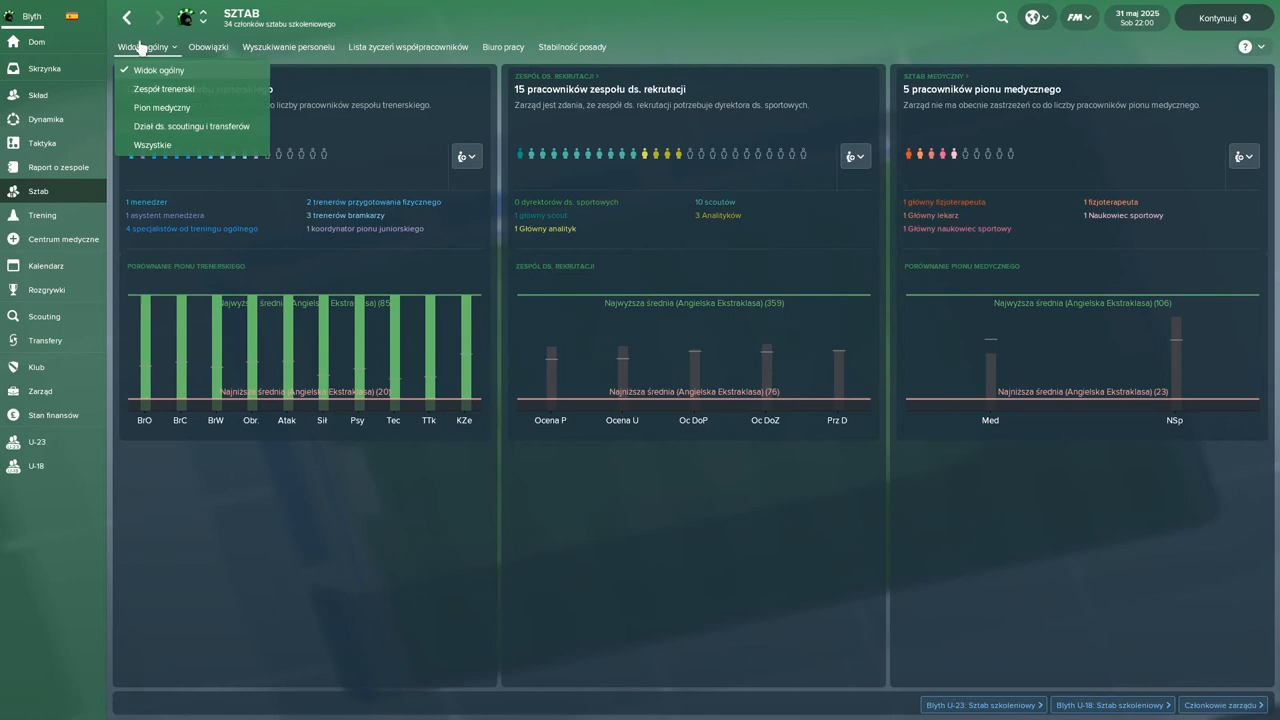 Blyth
SZTAB
34 członków sztabu szkoleniowego
FM
31 maj 2025
Sob 22:00
Kontynuuj
Widok ogólny
Obowiązki
Wyszukiwanie personelu
Lista życzeń współpracowników
Biuro pracy
Stabilność posady
?
Dom
Skrzynka
Skład
Dynamika
Taktyka
Raport o zespole
Sztab
Trening
Centrum medyczne
Kalendarz
Rozgrywki
Scouting
Transfery
Klub
Zarząd
Stan finansów
U-23
U-18
Widok ogólny
Zespół trenerski
Pion medyczny
Dział ds. scoutingu i transferów
Wszystkie
liczby pracowników zespołu trenerskiego.
1 menedżer
2 trenerów przygotowania fizycznego
1 asystent menedżera
3 trenerów bramkarzy
4 specjalistów od treningu ogólnego
1 koordynator pionu juniorskiego
PORÓWNANIE PIONU TRENERSKIEGO
Najwyższa średnia (Angielska Ekstraklasa) (85)
Najniższa średnia (Angielska Ekstraklasa) (20)
BrO BrC BrW Obr. Atak Sił Psy Tec TTk KZe
ZESPÓŁ DS. REKRUTACJI >
15 pracowników zespołu ds. rekrutacji
Zarząd jest zdania, że zespół ds. rekrutacji potrzebuje dyrektora ds. sportowych.
0 dyrektorów ds. sportowych
10 scoutów
1 główny scout
3 Analityków
1 Główny analityk
ZESPÓŁ DS. REKRUTACJI
Najwyższa średnia (Angielska Ekstraklasa) (359)
Najniższa średnia (Angielska Ekstraklasa) (76)
Ocena P Ocena U Oc DoP Oc DoZ Prz D
SZTAB MEDYCZNY >
5 pracowników pionu medycznego
Zarząd nie ma obecnie zastrzeżeń co do liczby pracowników pionu medycznego.
1 główny fizjoterapeuta
1 fizjoterapeuta
1 Główny lekarz
1 Naukowiec sportowy
1 Główny naukowiec sportowy
PORÓWNANIE PIONU MEDYCZNEGO
Najwyższa średnia (Angielska Ekstraklasa) (106)
Najniższa średnia (Angielska Ekstraklasa) (23)
Med NSp
Blyth U-23: Sztab szkoleniowy >
Blyth U-18: Sztab szkoleniowy >
Członkowie zarządu >